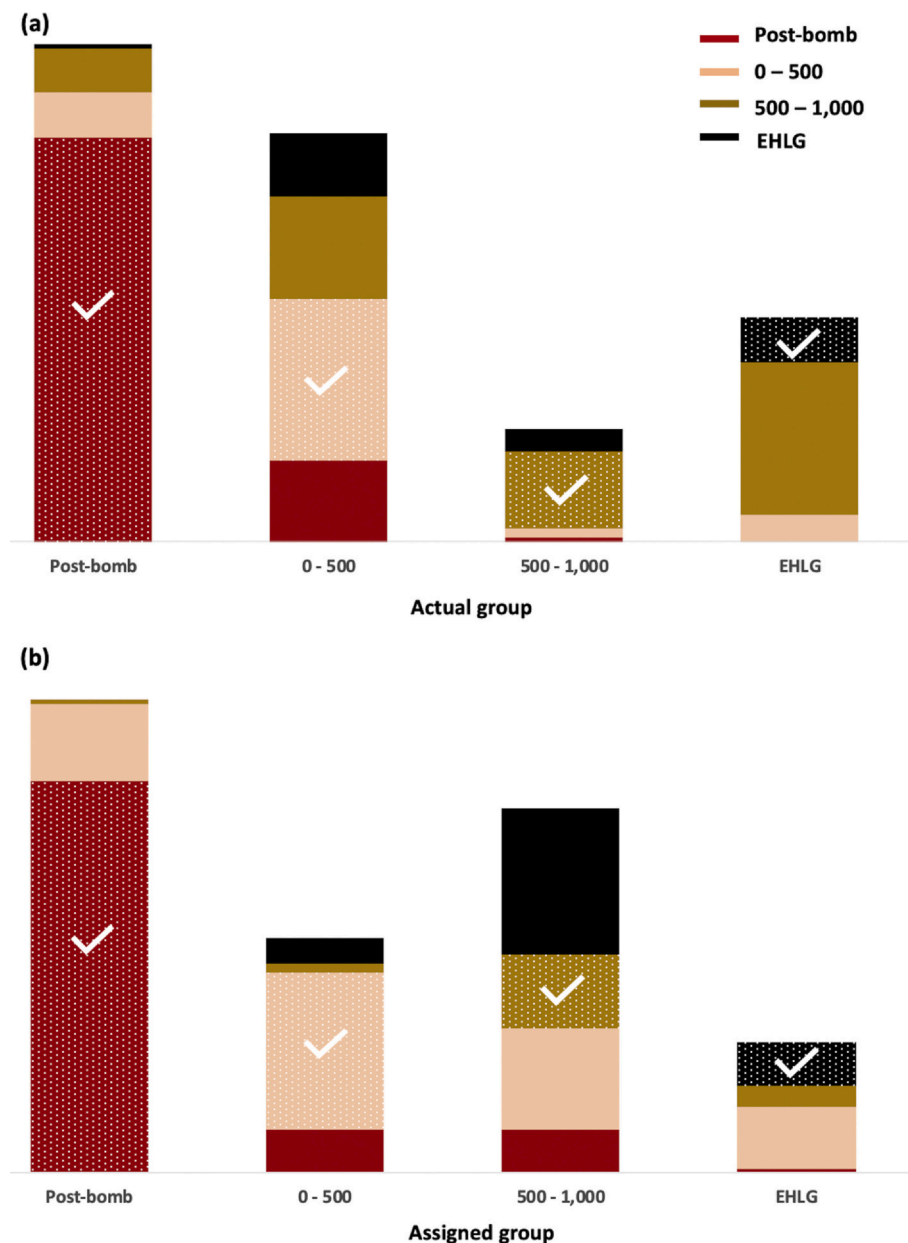 (a)
Post-bomb
0 – 500
500 – 1,000
EHLG
Post-bomb
0 - 500
500 - 1,000
EHLG
Actual group
(b)
Post-bomb
0 - 500
500 - 1,000
EHLG
Assigned group